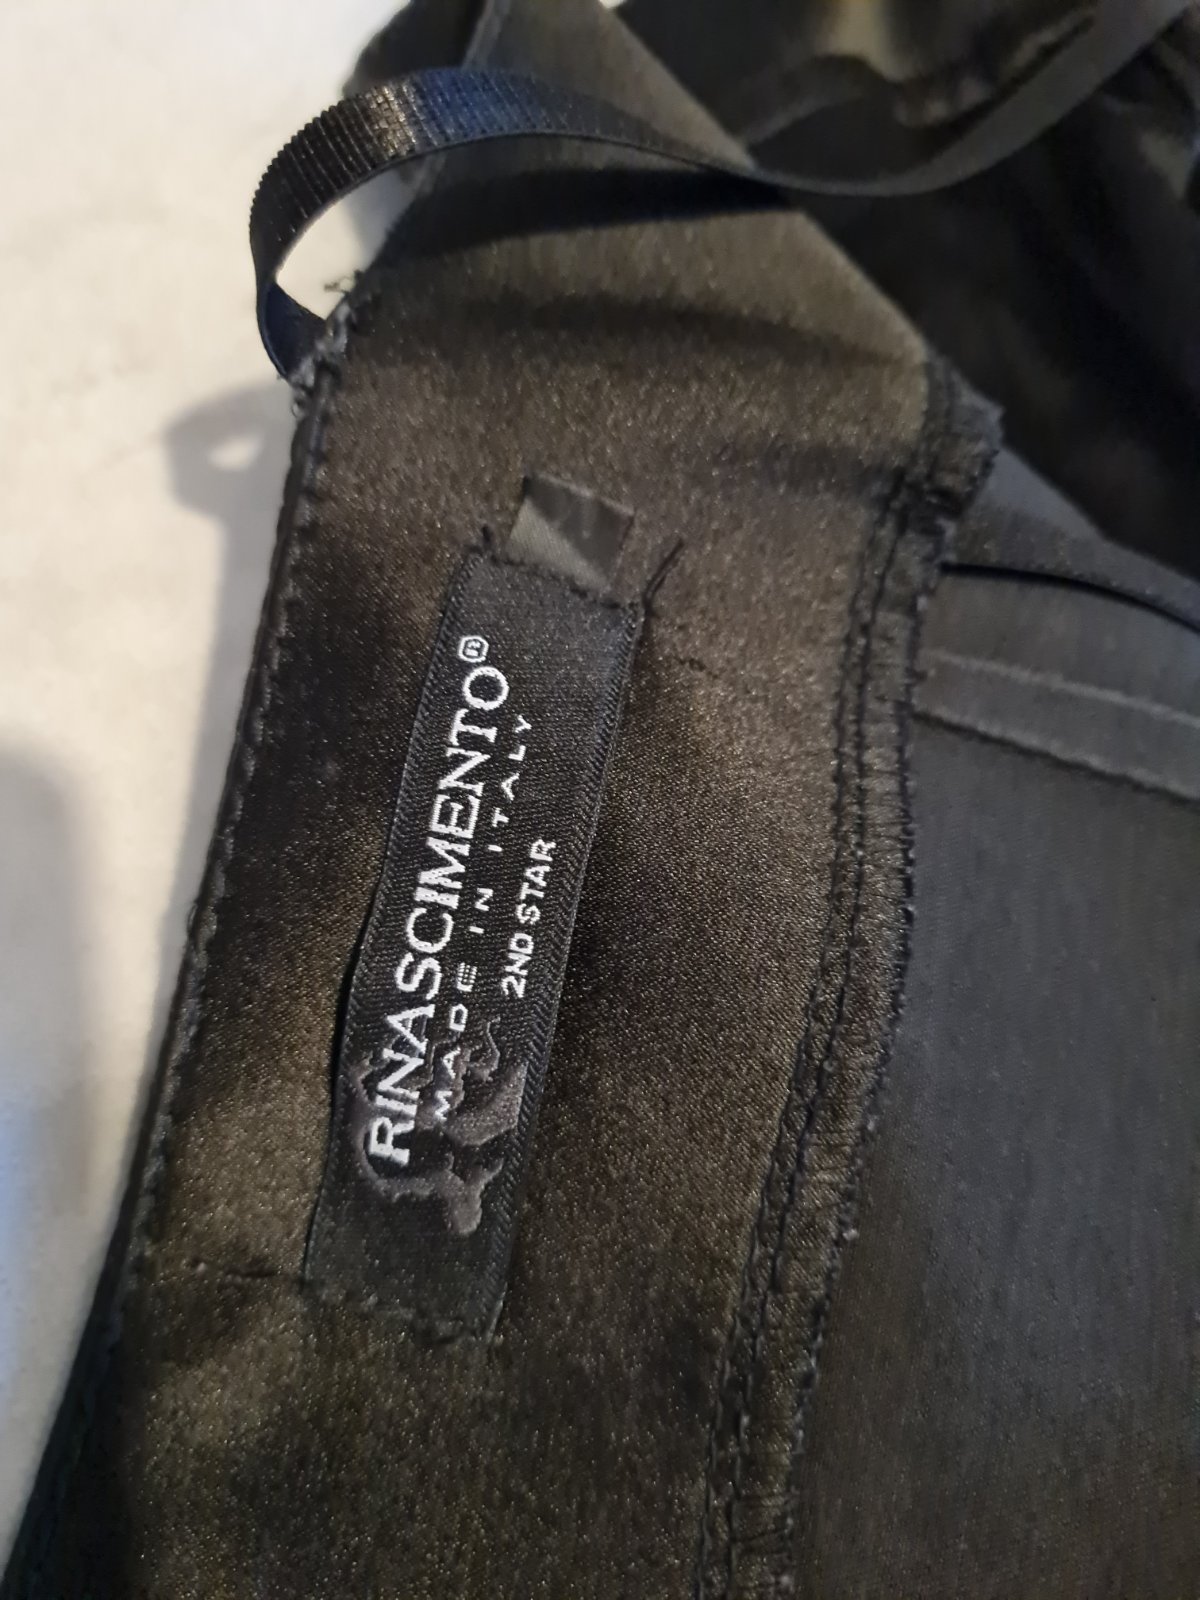 RINASCIMENTO®
MADE IN ITALY
2ND STAR